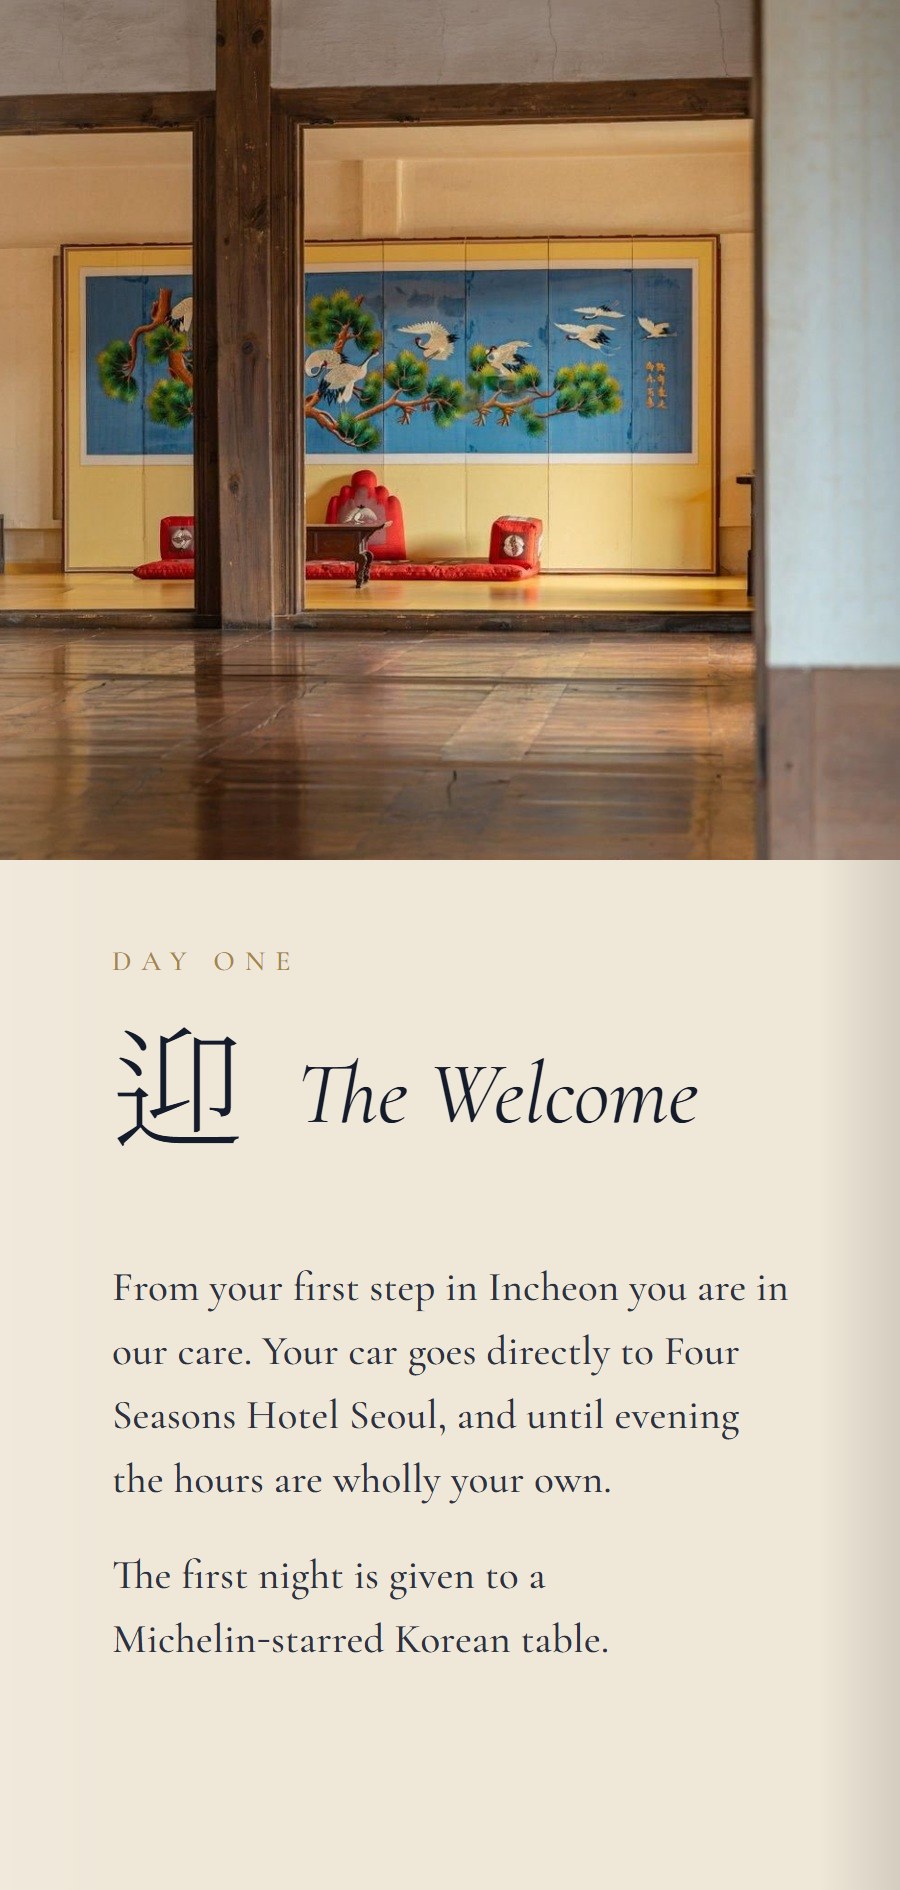 DAY ONE
迎 The Welcome
From your first step in Incheon you are in
our care. Your car goes directly to Four
Seasons Hotel Seoul, and until evening
the hours are wholly your own.
The first night is given to a
Michelin-starred Korean table.